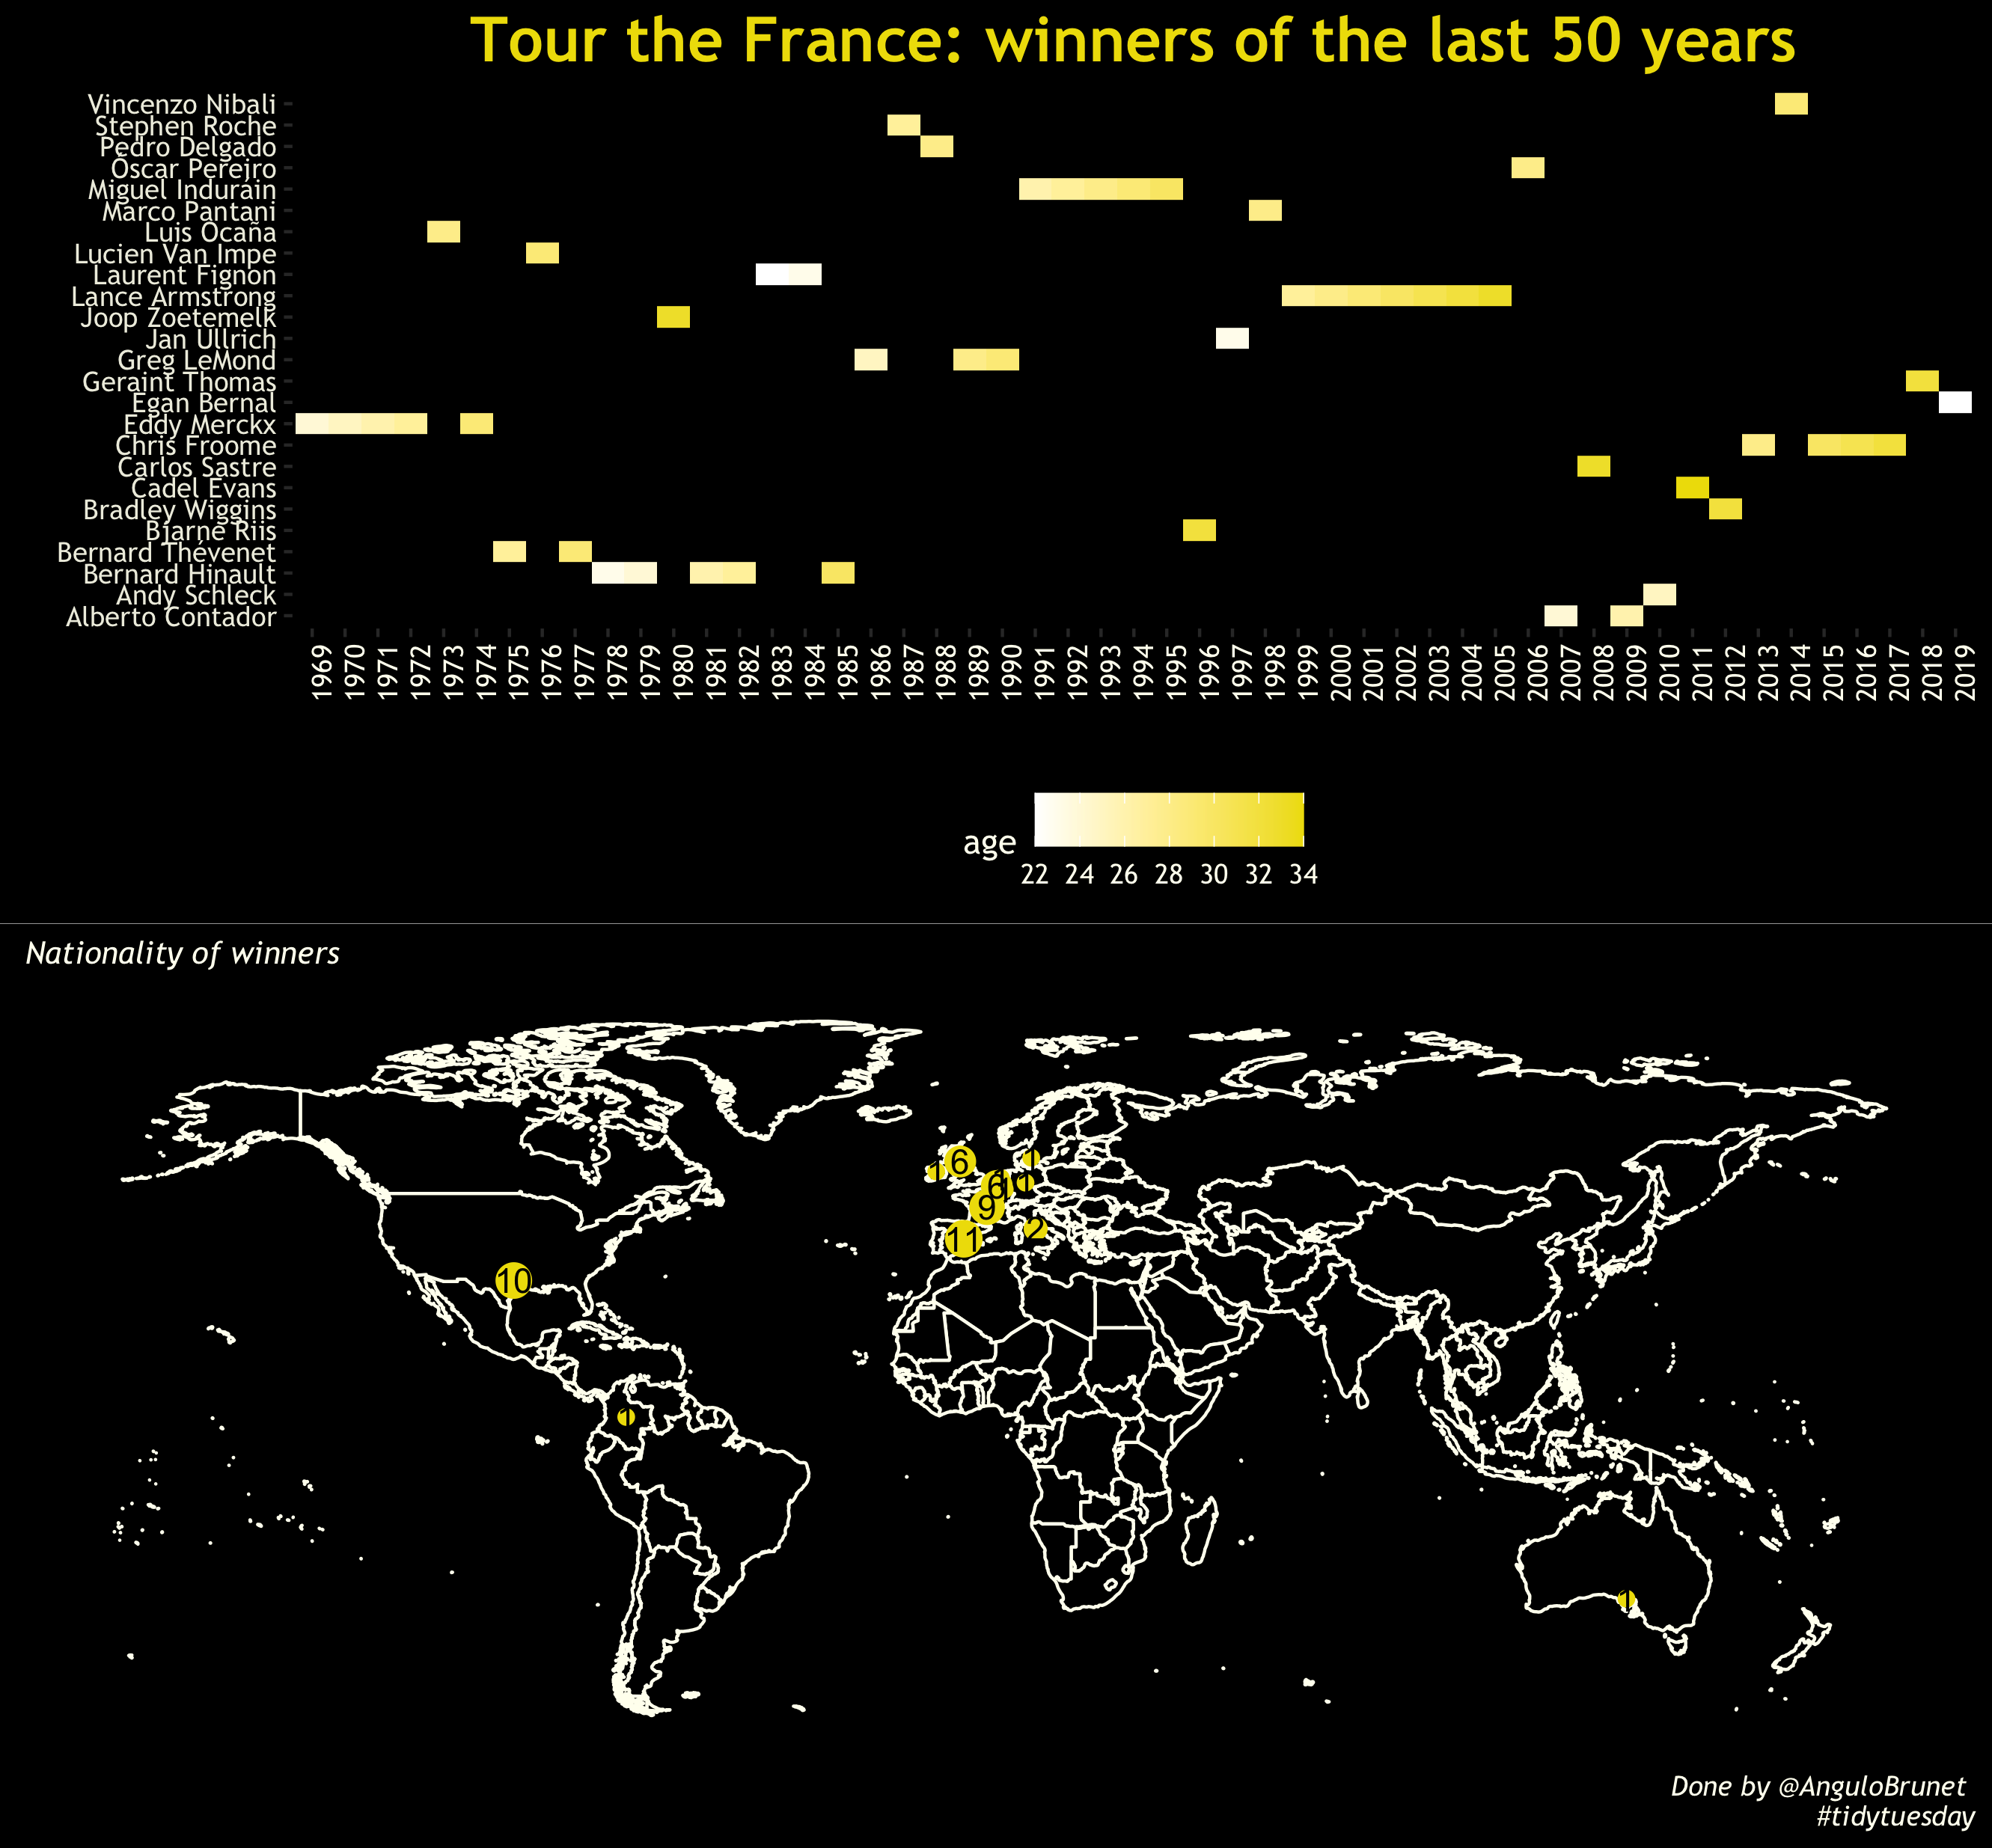 Tour the France: winners of the last 50 years
Vincenzo Nibali
Stephen Roche
Pedro Delgado
Óscar Pereiro
Miguel Induráin
Marco Pantani
Luis Ocaña
Lucien Van Impe
Laurent Fignon
Lance Armstrong
Joop Zoetemelk
Jan Ullrich
Greg LeMond
Geraint Thomas
Egan Bernal
Eddy Merckx
Chris Froome
Carlos Sastre
Cadel Evans
Bradley Wiggins
Bjarne Riis
Bernard Thévenet
Bernard Hinault
Andy Schleck
Alberto Contador
1969 1970 1971 1972 1973 1974 1975 1976 1977 1978 1979 1980 1981 1982 1983 1984 1985 1986 1987 1988 1989 1990 1991 1992 1993 1994 1995 1996 1997 1998 1999 2000 2001 2002 2003 2004 2005 2006 2007 2008 2009 2010 2011 2012 2013 2014 2015 2016 2017 2018 2019
age
22 24 26 28 30 32 34
Nationality of winners
1 6 1
6 1
9
11 2
10
1
1
Done by @AnguloBrunet
#tidytuesday